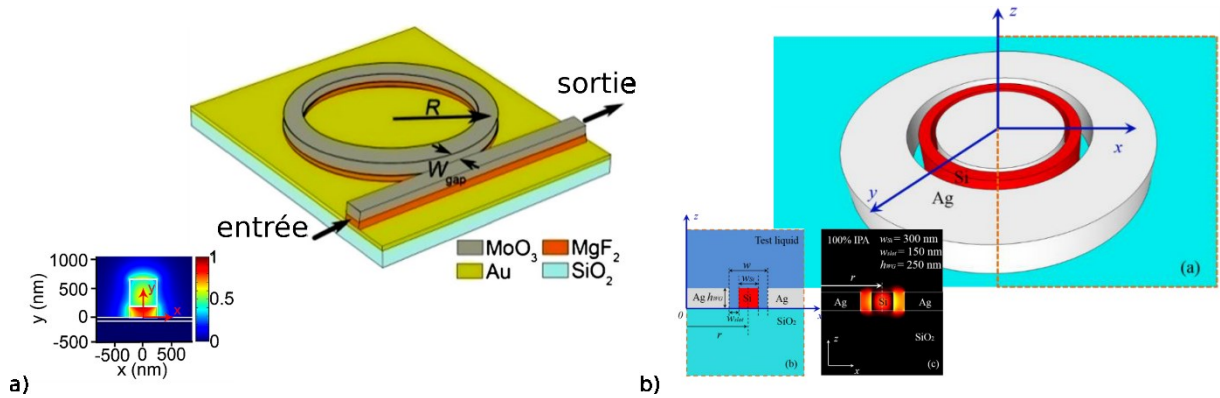 sortie
R
Wgap
entrée
MoO3 MgF2
Au SiO2
1000
500
0
-500
y (nm)
-500 0 500
x (nm)
y
x
1
0.5
0
a)
z
x
y
Si
Ag
(a)
z
Test liquid
w
wSi
Ag hWG Si Ag
0 x
wslot SiO2
r
(b)
100% IPA wSi = 300 nm
wslot = 150 nm
hWG = 250 nm
r
Ag Si Ag
SiO2
z
x
(c)
b)